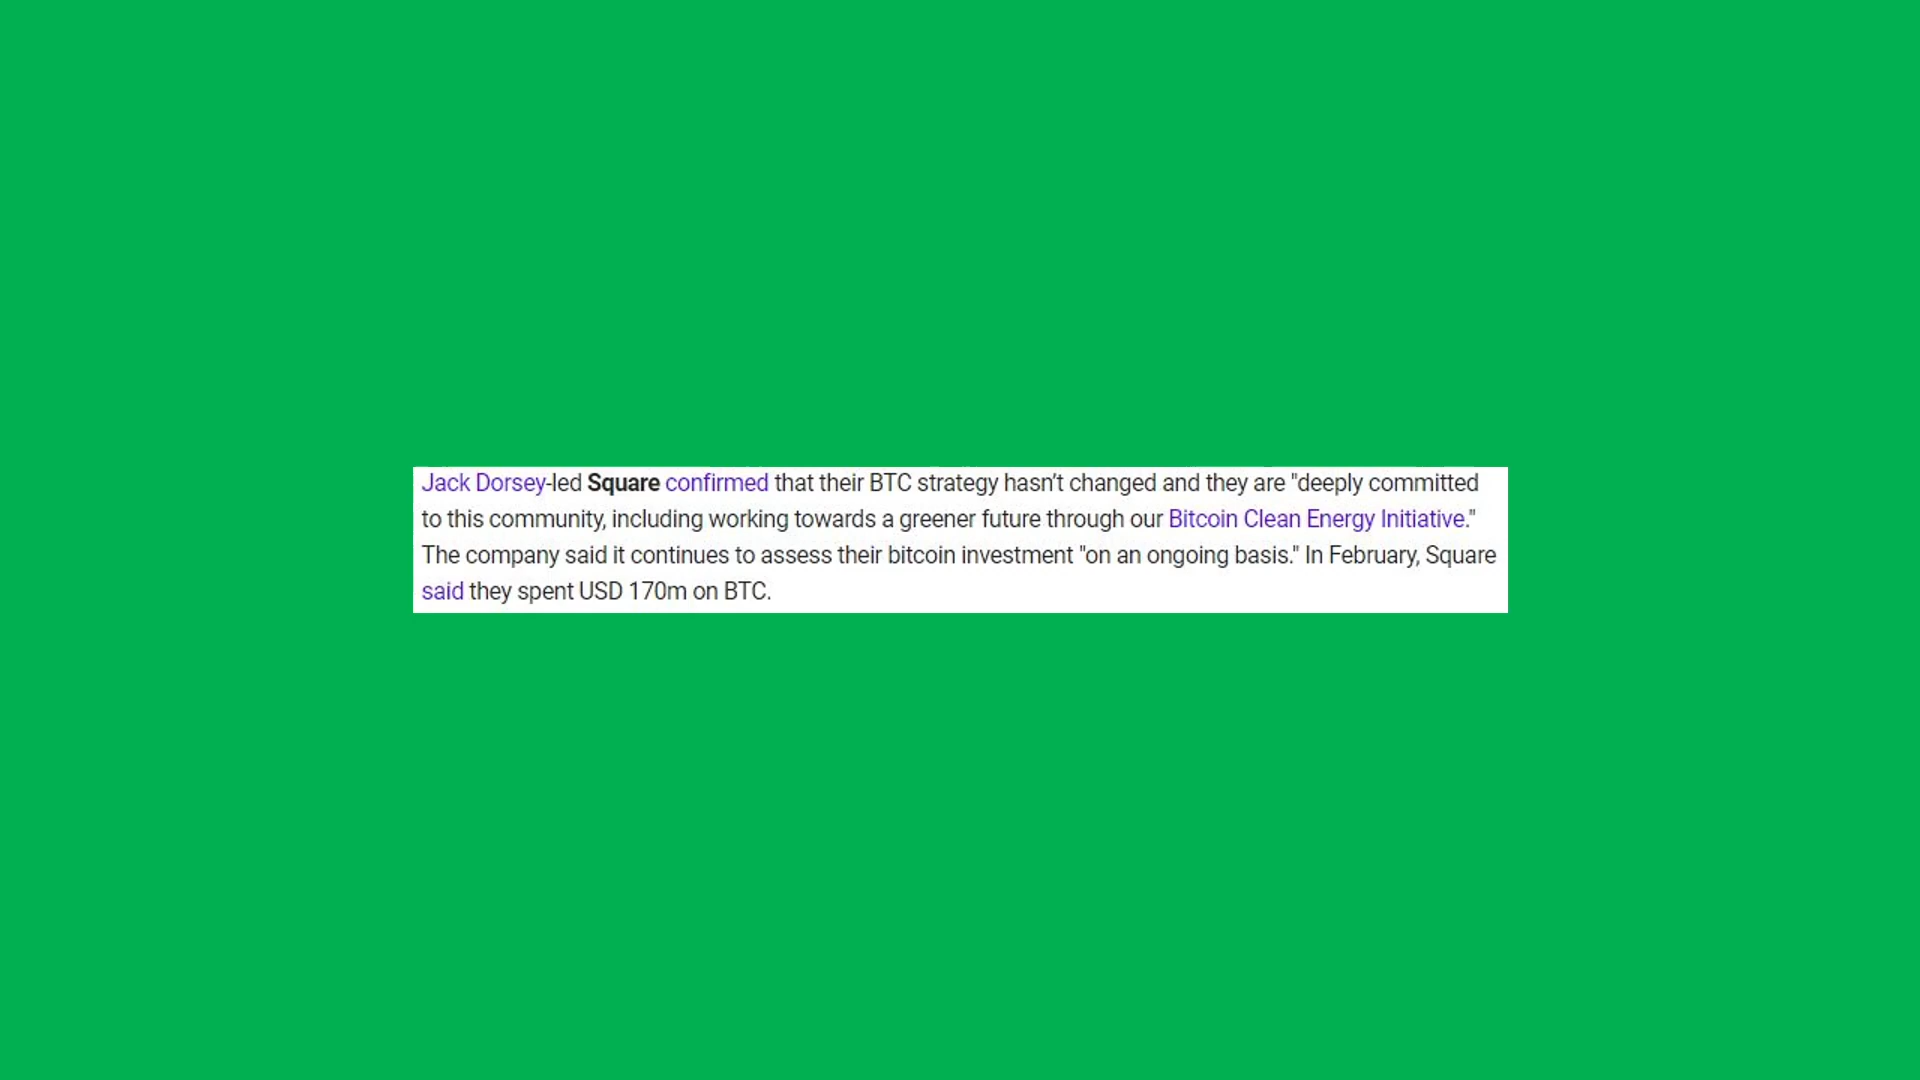 Jack Dorsey-led Square confirmed that their BTC strategy hasn’t changed and they are "deeply committed
to this community, including working towards a greener future through our Bitcoin Clean Energy Initiative."
The company said it continues to assess their bitcoin investment "on an ongoing basis." In February, Square
said they spent USD 170m on BTC.